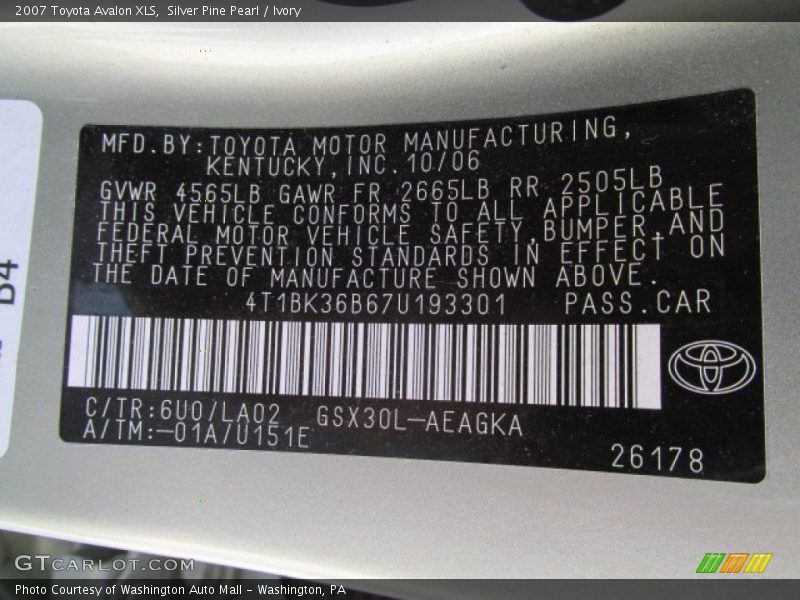 2007 Toyota Avalon XLS,  Silver Pine Pearl / Ivory
MFD.BY:TOYOTA MOTOR MANUFACTURING,
KENTUCKY,INC.10/06
GVWR 4565LB GAWR FR 2665LB RR 2505LB
THIS VEHICLE CONFORMS TO ALL APPLICABLE
FEDERAL MOTOR VEHICLE SAFETY,BUMPER,AND
THEFT PREVENTION STANDARDS IN EFFECT ON
THE DATE OF MANUFACTURE SHOWN ABOVE.
4T1BK36B67U193301 PASS.CAR
C/TR:6U0/LA02 GSX30L-AEAGKA
A/TM:-01A/U151E
26178
B4
GTCARLOT.COM
Photo Courtesy of Washington Auto Mall - Washington, PA